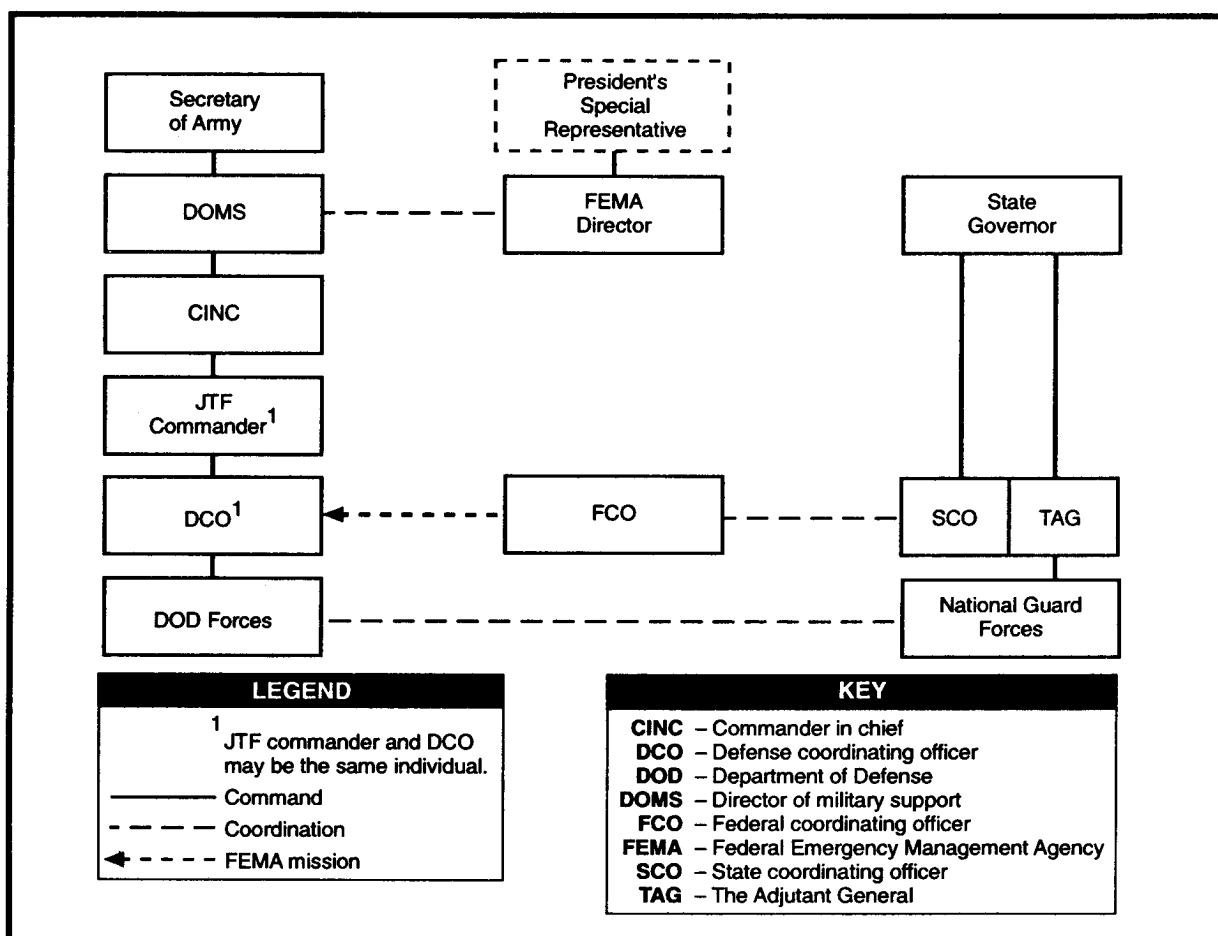 Secretary
of Army
President's
Special
Representative
DOMS
FEMA
Director
State
Governor
CINC
JTF
Commander1
DCO1
FCO
SCO
TAG
DOD Forces
National Guard
Forces
LEGEND
1
JTF commander and DCO
may be the same individual.
Command
Coordination
FEMA mission
KEY
CINC – Commander in chief
DCO – Defense coordinating officer
DOD – Department of Defense
DOMS – Director of military support
FCO – Federal coordinating officer
FEMA – Federal Emergency Management Agency
SCO – State coordinating officer
TAG – The Adjutant General